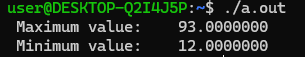 user@DESKTOP-Q2I4J5P:~$ ./a.out
Maximum value:    93.0000000
Minimum value:    12.0000000